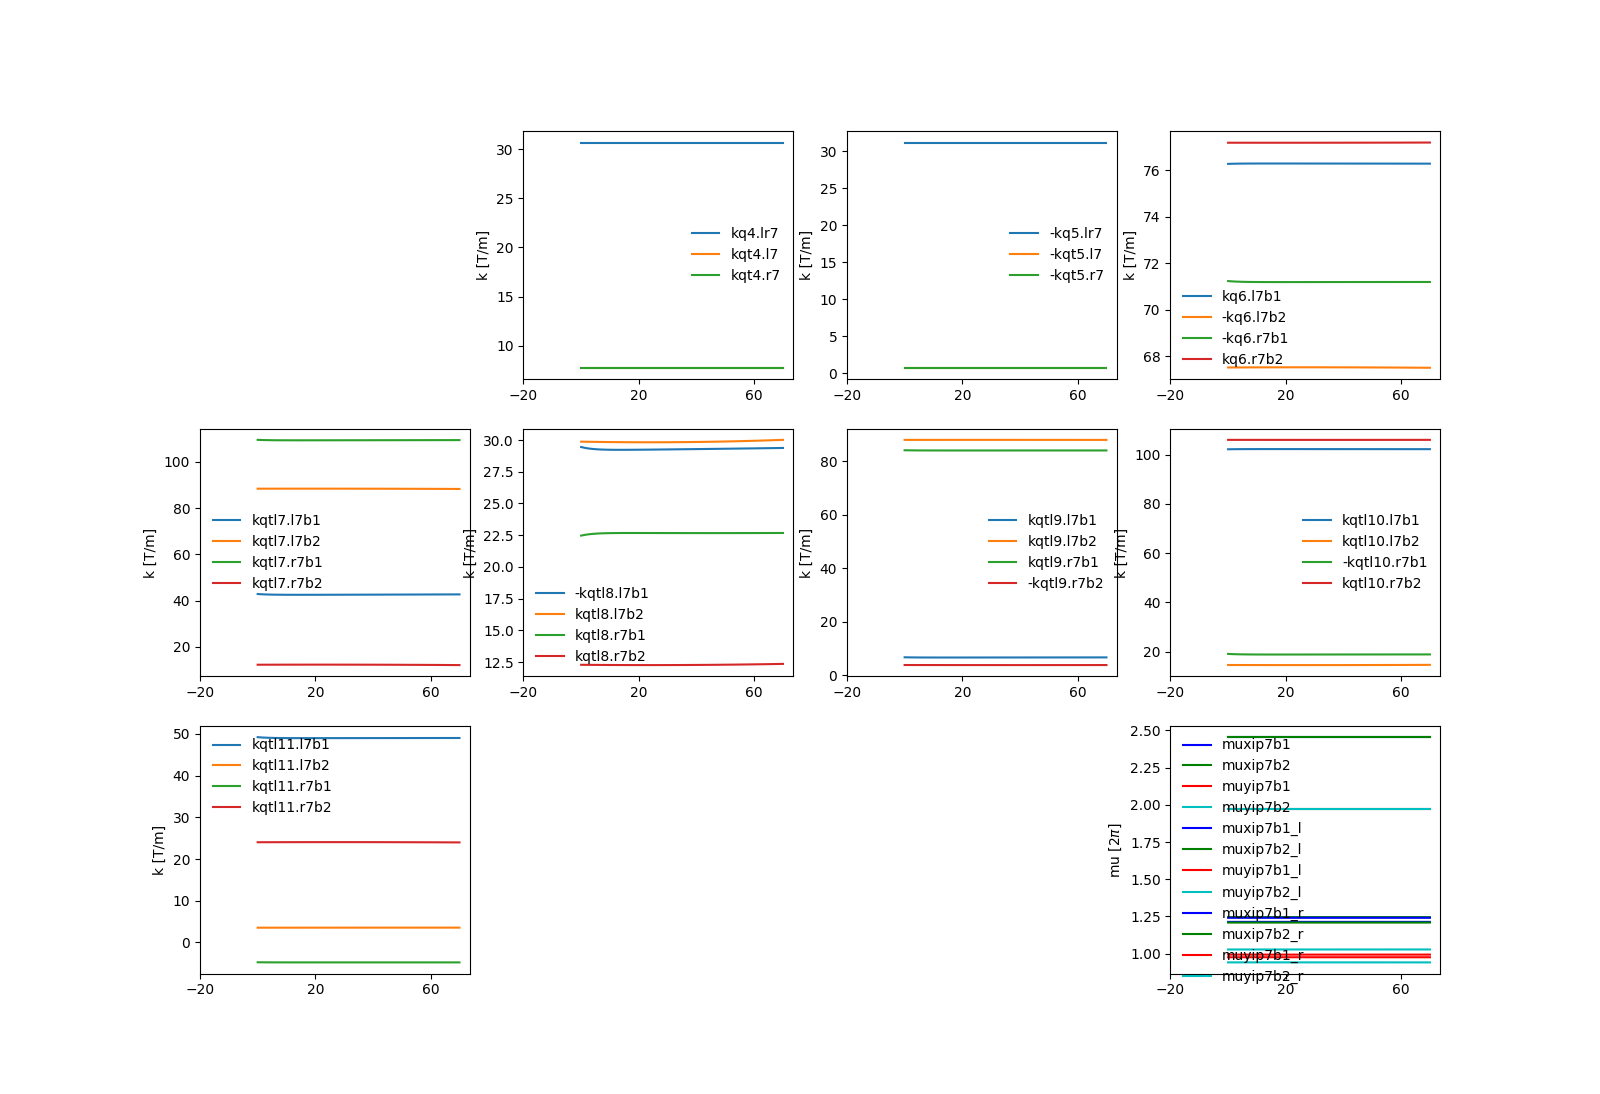 30
25
20
15
10
k [T/m]
kq4.lr7
kqt4.l7
kqt4.r7
−20
20
60
30
25
20
15
10
5
0
k [T/m]
-kq5.lr7
-kqt5.l7
-kqt5.r7
−20
20
60
76
74
72
70
68
k [T/m]
kq6.l7b1
-kq6.l7b2
-kq6.r7b1
kq6.r7b2
−20
20
60
100
80
60
40
20
k [T/m]
kqtl7.l7b1
kqtl7.l7b2
kqtl7.r7b1
kqtl7.r7b2
−20
20
60
30.0
27.5
25.0
22.5
20.0
17.5
15.0
12.5
k [T/m]
-kqtl8.l7b1
kqtl8.l7b2
kqtl8.r7b1
kqtl8.r7b2
−20
20
60
80
60
40
20
0
k [T/m]
kqtl9.l7b1
kqtl9.l7b2
kqtl9.r7b1
-kqtl9.r7b2
−20
20
60
100
80
60
40
20
k [T/m]
kqtl10.l7b1
kqtl10.l7b2
-kqtl10.r7b1
kqtl10.r7b2
−20
20
60
50
40
30
20
10
0
k [T/m]
kqtl11.l7b1
kqtl11.l7b2
kqtl11.r7b1
kqtl11.r7b2
−20
20
60
2.50
2.25
2.00
1.75
1.50
1.25
1.00
mu [2π]
muxip7b1
muxip7b2
muyip7b1
muyip7b2
muxip7b1_l
muxip7b2_l
muyip7b1_l
muyip7b2_l
muxip7b1_r
muxip7b2_r
muyip7b1_r
muyip7b2_r
−20
20
60